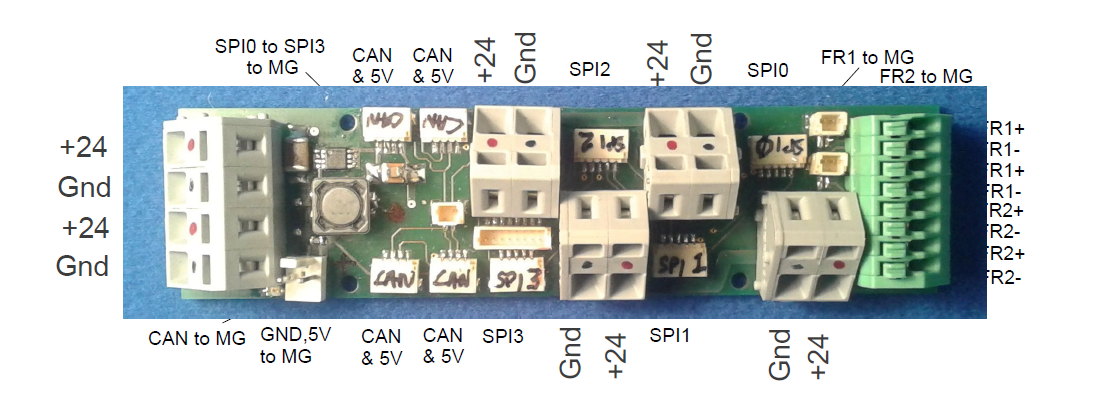 SPI0 to SPI3
to MG
CAN
& 5V
CAN
& 5V
+24
Gnd
SPI2
+24
Gnd
SPI0
FR1 to MG
FR2 to MG
+24
Gnd
+24
Gnd
CAN
CAN
SPI2
SPI0
CAN
CAN
SPI3
SPI1
FR1+
FR1-
FR1+
FR1-
FR2+
FR2-
FR2+
FR2-
CAN to MG
GND,5V
to MG
CAN
& 5V
CAN
& 5V
SPI3
Gnd
+24
SPI1
Gnd
+24